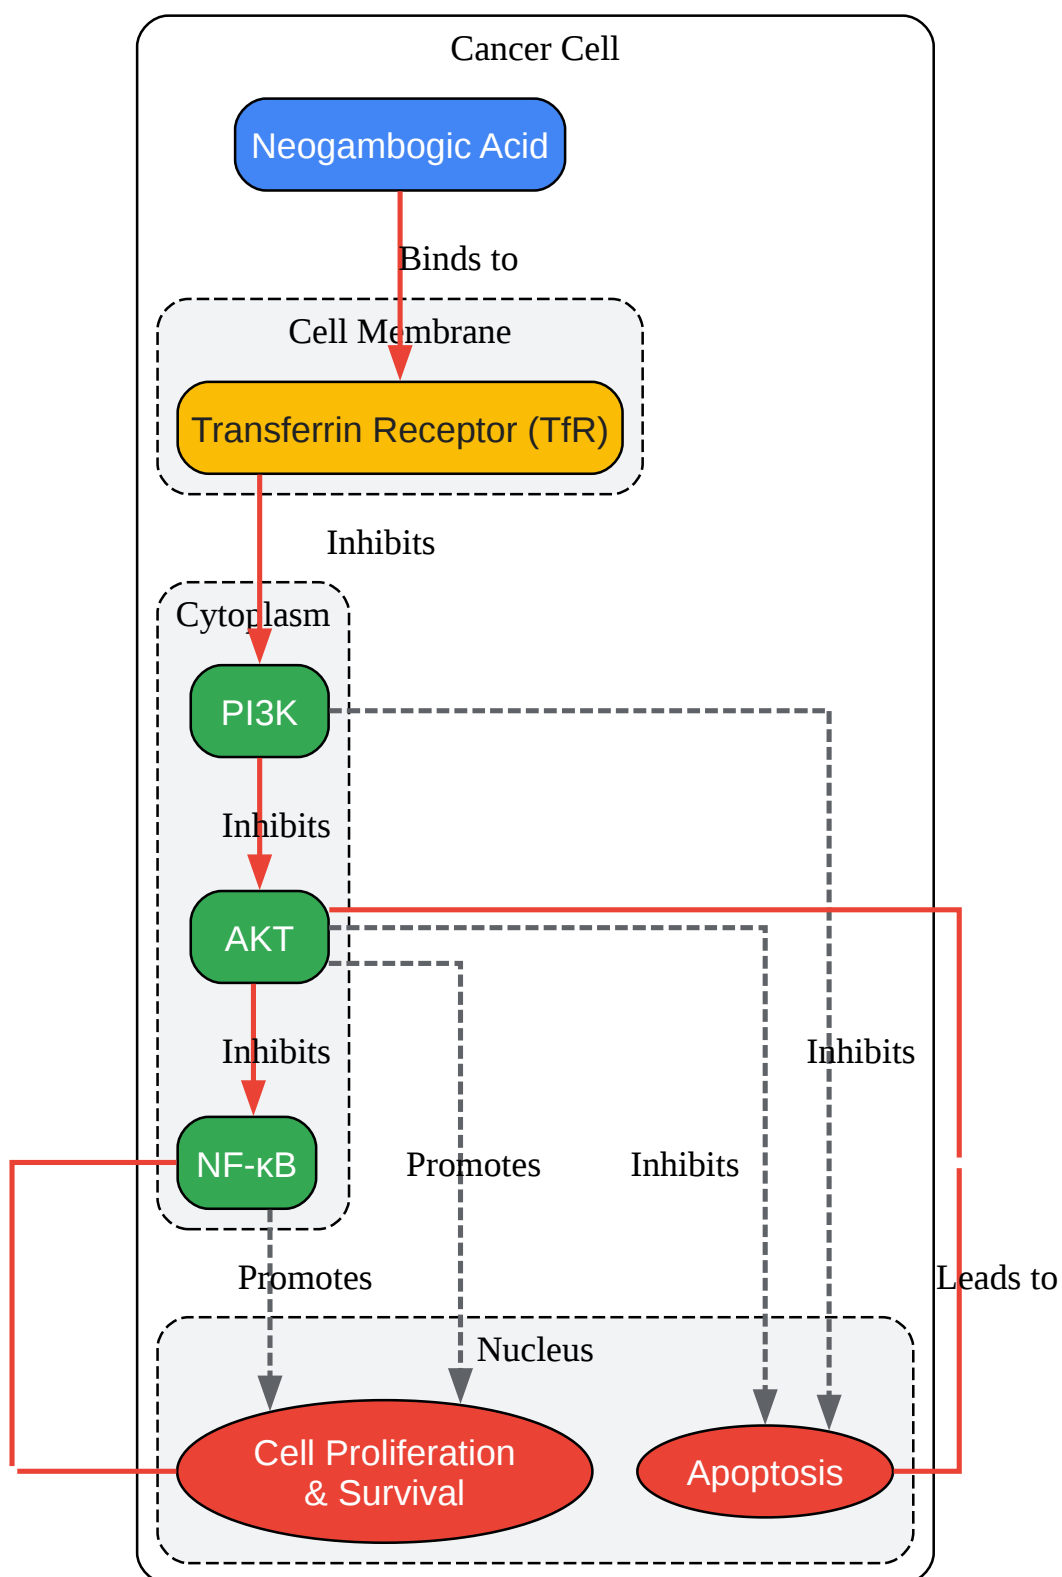 Cancer Cell
Neogambogic Acid
Binds to
Cell Membrane
Transferrin Receptor (TfR)
Inhibits
Cytoplasm
PI3K
Inhibits
AKT
Inhibits
Inhibits
NF-κB
Promotes
Inhibits
Promotes
Leads to
Nucleus
Cell Proliferation
& Survival
Apoptosis